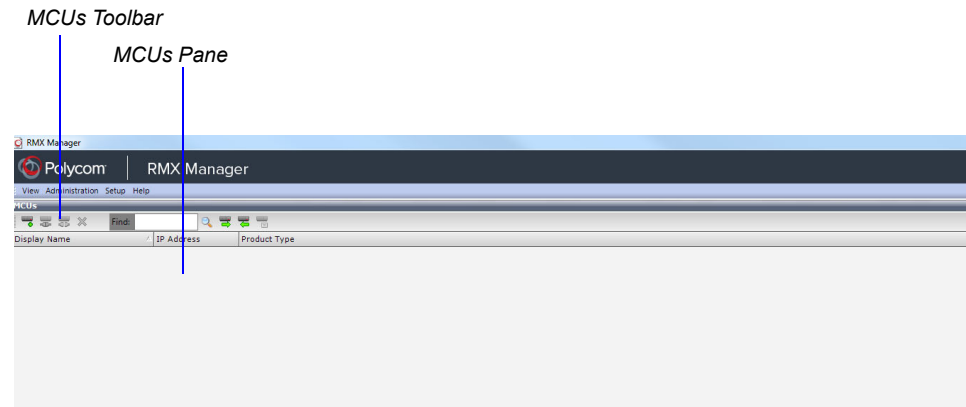 MCUs Toolbar
MCUs Pane
RMX Manager
Polycom RMX Manager
View Administration Setup Help
MCUs
Find:
Display Name IP Address Product Type